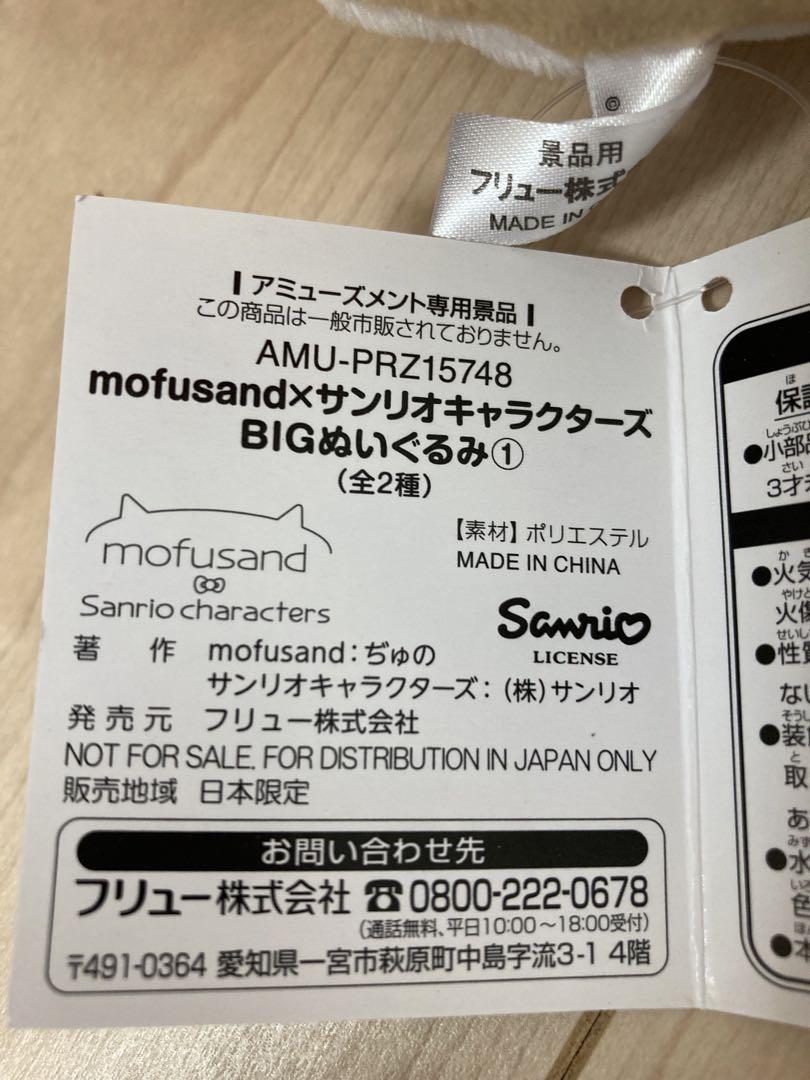 景品用
フリュー株式
MADE IN
❙アミューズメント専用景品❙
この商品は一般市販されておりません。
AMU-PRZ15748
mofusand×サンリオキャラクターズ
BIGぬいぐるみ①
(全2種)
mofusand
Sanrio characters
【素材】ポリエステル
MADE IN CHINA
Sanrio
LICENSE
著 作 mofusand:ぢゅの
サンリオキャラクターズ:(株)サンリオ
発売元 フリュー株式会社
NOT FOR SALE. FOR DISTRIBUTION IN JAPAN ONLY
販売地域 日本限定
お問い合わせ先
フリュー株式会社 ☎0800-222-0678
(通話無料、平日10:00~18:00受付)
〒491-0364 愛知県一宮市萩原町中島字流3-1 4階
●小部
3才
●火気
火傷
●性質
ない
●装
取
あ
●水
色
●本